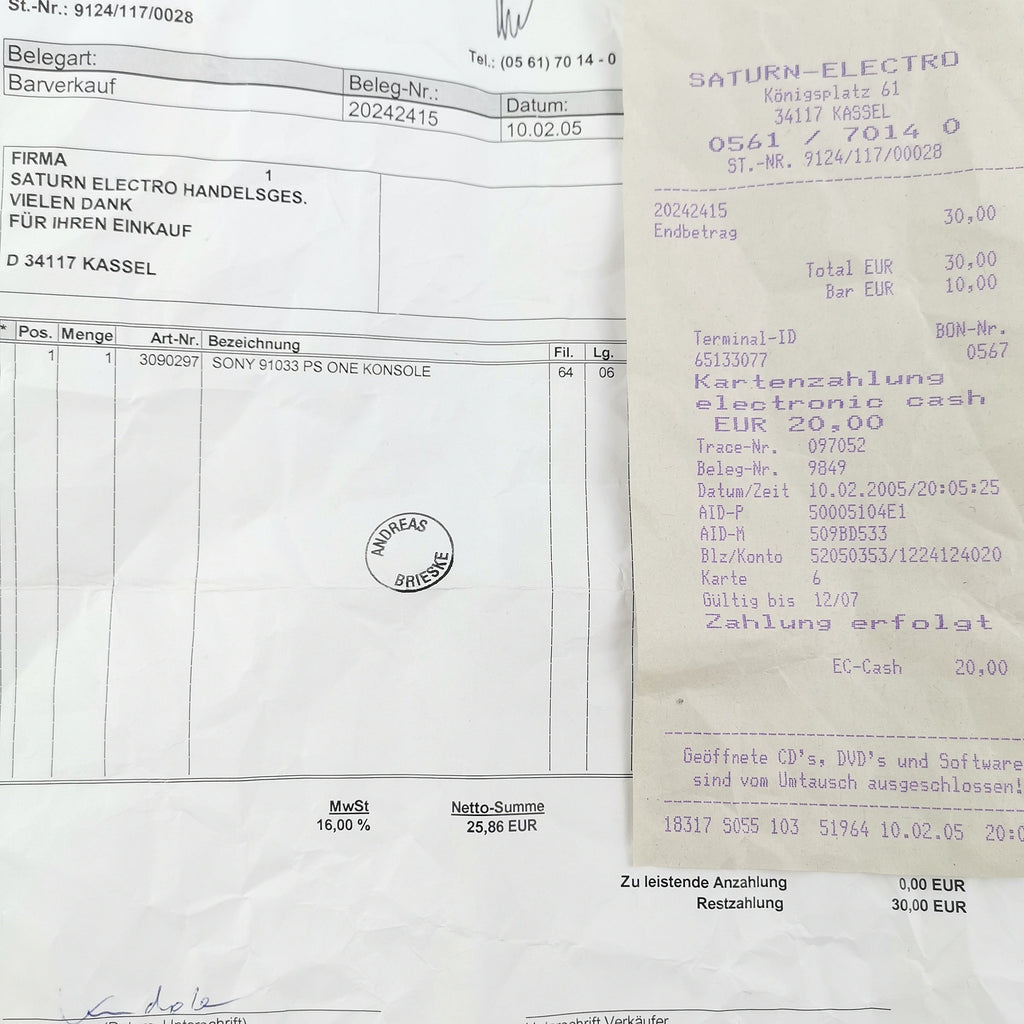 St.-Nr.: 9124/117/0028
Tel.: (05 61) 70 14 - 0
Belegart:
Barverkauf
Beleg-Nr.:
20242415
Datum:
10.02.05
FIRMA
1
SATURN ELECTRO HANDELSGES.
VIELEN DANK
FÜR IHREN EINKAUF
D 34117 KASSEL
* Pos. Menge Art-Nr. Bezeichnung Fil. Lg.
1 1 3090297 SONY 91033 PS ONE KONSOLE 64 06
ANDREAS
BRIESKE
MwSt Netto-Summe
16,00 % 25,86 EUR
Zu leistende Anzahlung 0,00 EUR
Restzahlung 30,00 EUR
Unterschrift)
Unterschrift Verkäufer
SATURN-ELECTRO
Königsplatz 61
34117 KASSEL
0561 / 7014 0
ST.-NR. 9124/117/00028
20242415 30,00
Endbetrag
Total EUR 30,00
Bar EUR 10,00
Terminal-ID BON-Nr.
65133077 0567
Kartenzahlung
electronic cash
EUR 20,00
Trace-Nr. 097052
Beleg-Nr. 9849
Datum/Zeit 10.02.2005/20:05:25
AID-P 50005104E1
AID-M 509BD533
Blz/Konto 52050353/1224124020
Karte 6
Gültig bis 12/07
Zahlung erfolgt
EC-Cash 20,00
Geöffnete CD's, DVD's und Software
sind vom Umtausch ausgeschlossen!
18317 S055 103 51964 10.02.05 20:0